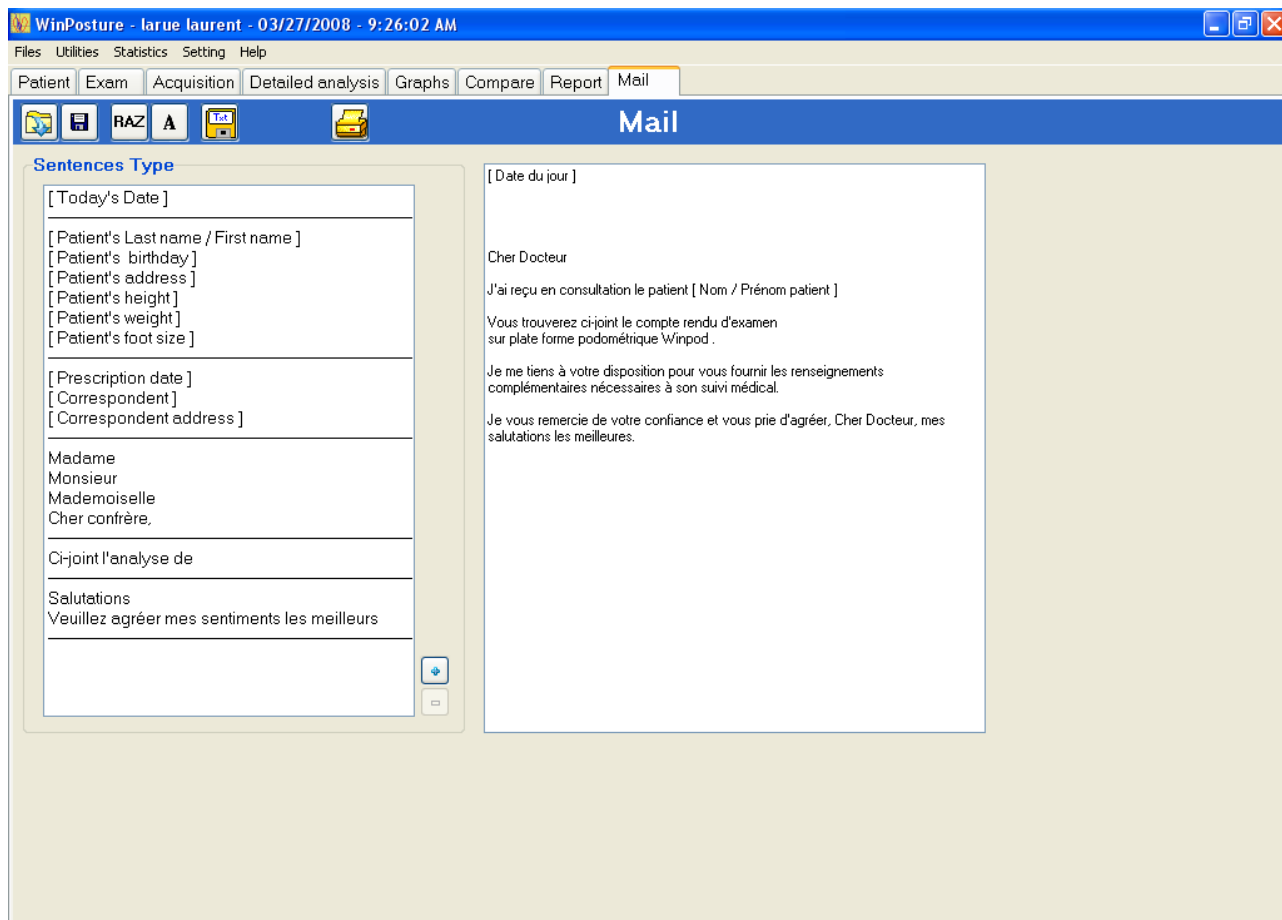 WinPosture - larue laurent - 03/27/2008 - 9:26:02 AM
Files Utilities Statistics Setting Help
Patient Exam Acquisition Detailed analysis Graphs Compare Report Mail
RAZ A Txt Mail
Sentences Type
[ Today's Date ]
[ Patient's Last name / First name ]
[ Patient's  birthday ]
[ Patient's address ]
[ Patient's height ]
[ Patient's weight ]
[ Patient's foot size ]
[ Prescription date ]
[ Correspondent ]
[ Correspondent address ]
Madame
Monsieur
Mademoiselle
Cher confrère,
Ci-joint l'analyse de
Salutations
Veuillez agréer mes sentiments les meilleurs
[ Date du jour ]
Cher Docteur
J'ai reçu en consultation le patient [ Nom / Prénom patient ]
Vous trouverez ci-joint le compte rendu d'examen
sur plate forme podométrique Winpod .
Je me tiens à votre disposition pour vous fournir les renseignements
complémentaires nécessaires à son suivi médical.
Je vous remercie de votre confiance et vous prie d'agréer, Cher Docteur, mes
salutations les meilleures.